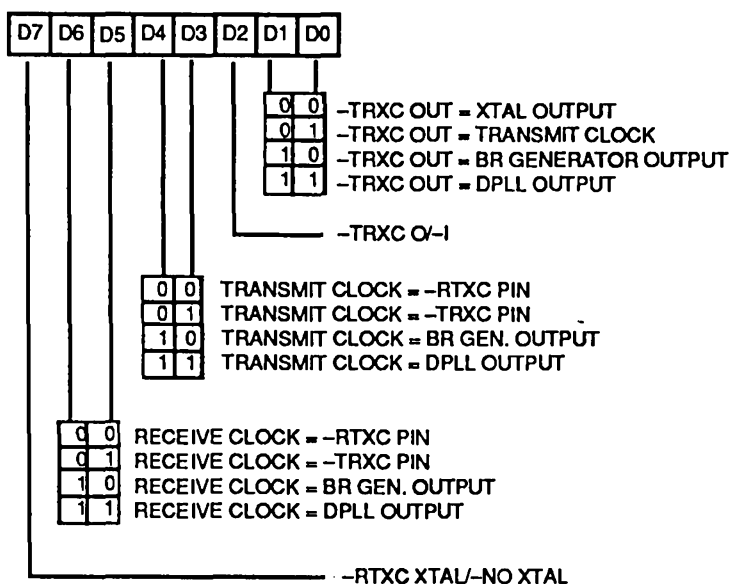 D7 D6 D5 D4 D3 D2 D1 D0
0 0 –TRXC OUT = XTAL OUTPUT
0 1 –TRXC OUT = TRANSMIT CLOCK
1 0 –TRXC OUT = BR GENERATOR OUTPUT
1 1 –TRXC OUT = DPLL OUTPUT
–TRXC O/–I
0 0 TRANSMIT CLOCK = –RTXC PIN
0 1 TRANSMIT CLOCK = –TRXC PIN
1 0 TRANSMIT CLOCK = BR GEN. OUTPUT
1 1 TRANSMIT CLOCK = DPLL OUTPUT
0 0 RECEIVE CLOCK = –RTXC PIN
0 1 RECEIVE CLOCK = –TRXC PIN
1 0 RECEIVE CLOCK = BR GEN. OUTPUT
1 1 RECEIVE CLOCK = DPLL OUTPUT
–RTXC XTAL/–NO XTAL